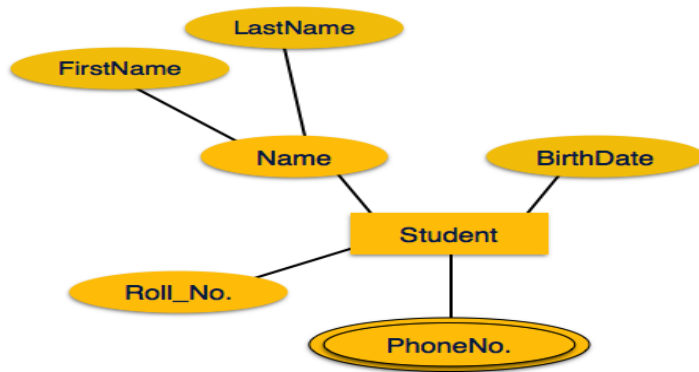 LastName
FirstName
Name
BirthDate
Student
Roll_No.
PhoneNo.